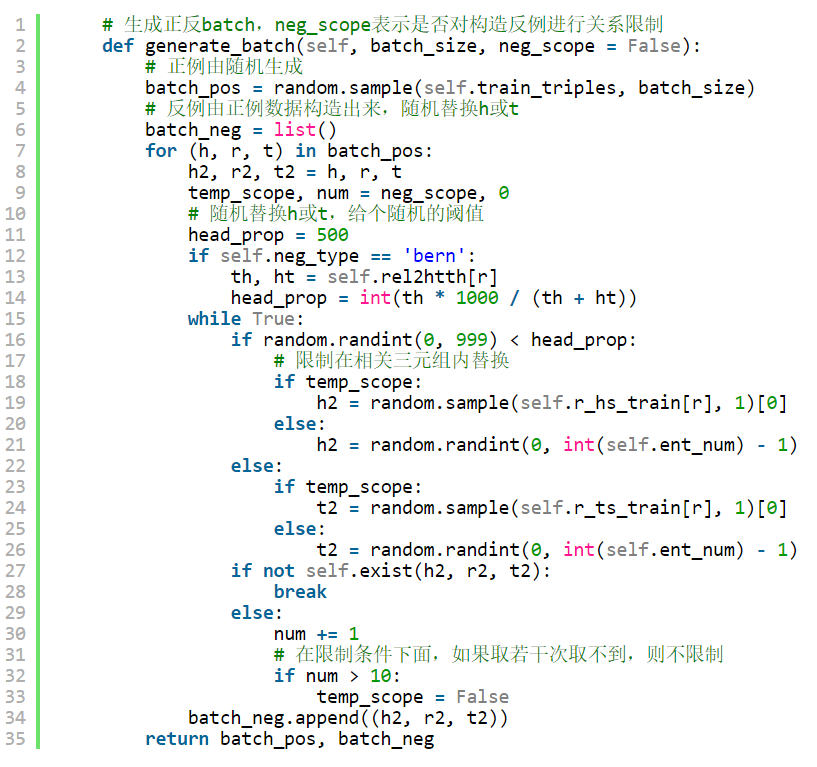 1 # 生成正反batch，neg_scope表示是否对构造反例进行关系限制
2 def generate_batch(self, batch_size, neg_scope = False):
3 # 正例由随机生成
4 batch_pos = random.sample(self.train_triples, batch_size)
5 # 反例由正例数据构造出来，随机替换h或t
6 batch_neg = list()
7 for (h, r, t) in batch_pos:
8 h2, r2, t2 = h, r, t
9 temp_scope, num = neg_scope, 0
10 # 随机替换h或t，给个随机的阈值
11 head_prop = 500
12 if self.neg_type == 'bern':
13 th, ht = self.rel2htth[r]
14 head_prop = int(th * 1000 / (th + ht))
15 while True:
16 if random.randint(0, 999) < head_prop:
17 # 限制在相关三元组内替换
18 if temp_scope:
19 h2 = random.sample(self.r_hs_train[r], 1)[0]
20 else:
21 h2 = random.randint(0, int(self.ent_num) - 1)
22 else:
23 if temp_scope:
24 t2 = random.sample(self.r_ts_train[r], 1)[0]
25 else:
26 t2 = random.randint(0, int(self.ent_num) - 1)
27 if not self.exist(h2, r2, t2):
28 break
29 else:
30 num += 1
31 # 在限制条件下面，如果取若干次取不到，则不限制
32 if num > 10:
33 temp_scope = False
34 batch_neg.append((h2, r2, t2))
35 return batch_pos, batch_neg